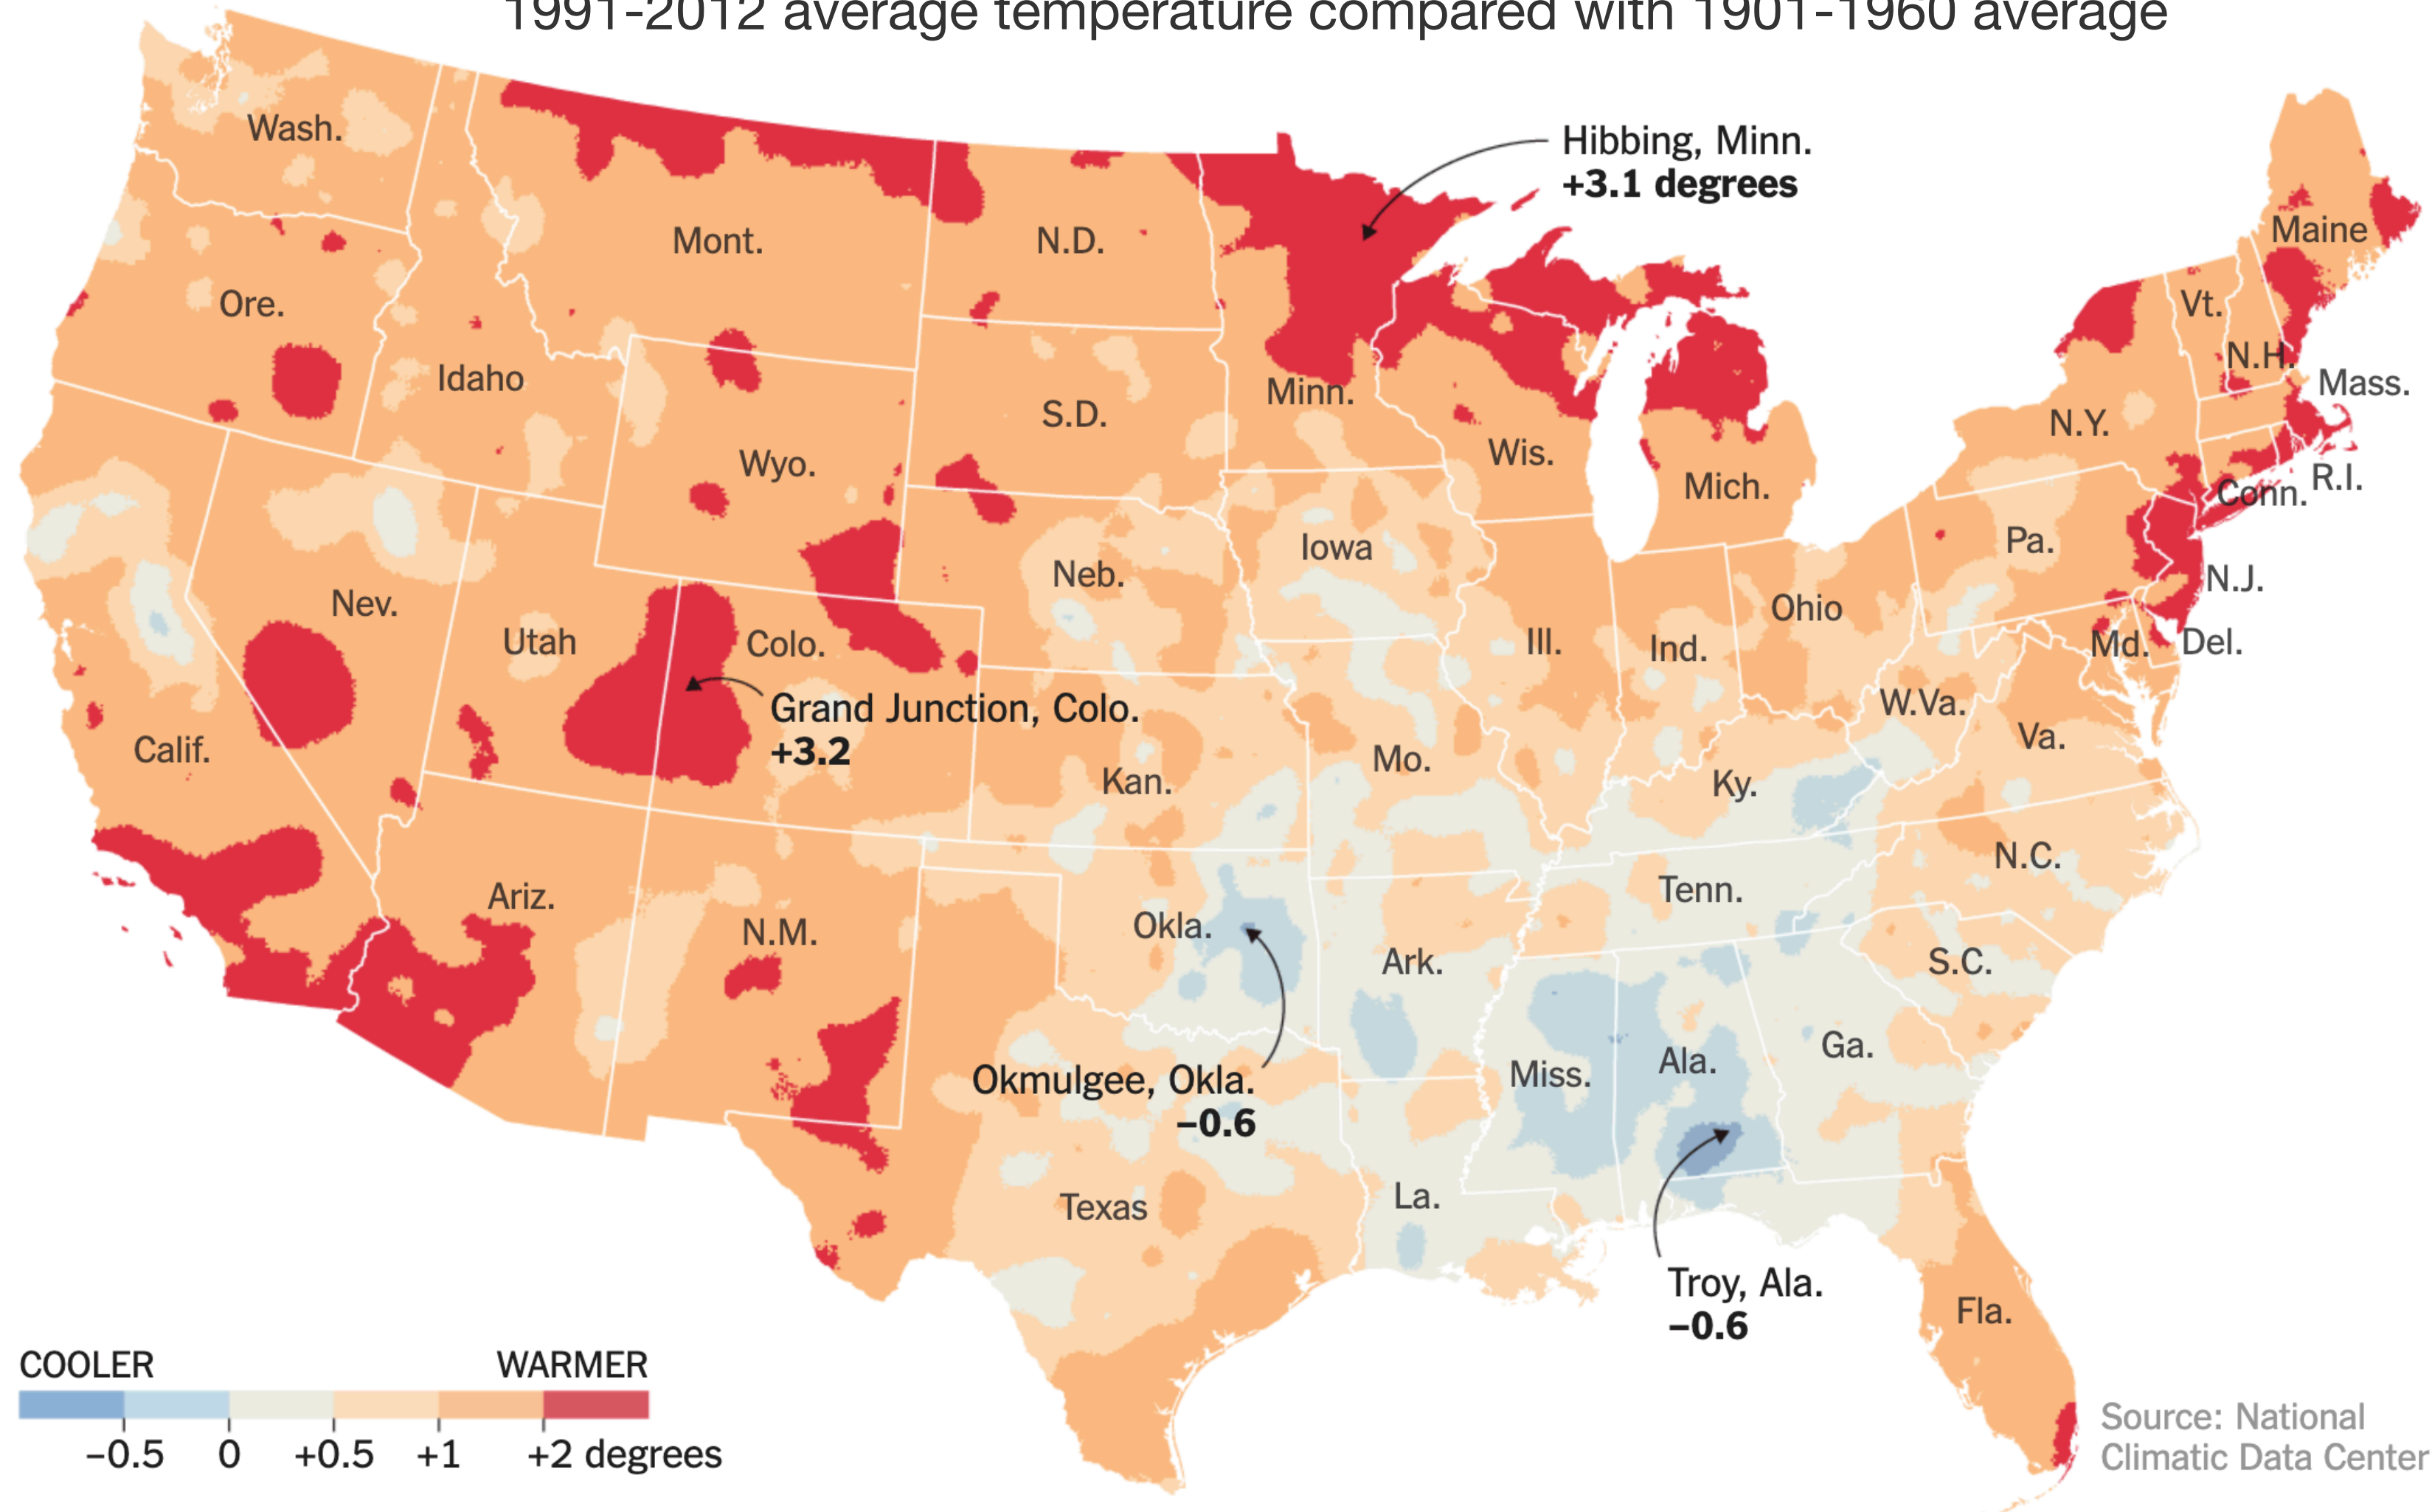 1991-2012 average temperature compared with 1901-1960 average
Wash.
Hibbing, Minn.
+3.1 degrees
Mont.
N.D.
Maine
Ore.
Vt.
Idaho
N.H.
Minn.
Mass.
S.D.
N.Y.
Wyo.
Wis.
Mich.
R.I.
Conn.
Iowa
Pa.
Neb.
N.J.
Nev.
Ohio
Utah
Colo.
Ill.
Ind.
Md.
Del.
Grand Junction, Colo.
+3.2
W.Va.
Va.
Calif.
Mo.
Kan.
Ky.
N.C.
Ariz.
Tenn.
N.M.
Okla.
Ark.
S.C.
Ga.
Ala.
Miss.
Okmulgee, Okla.
−0.6
La.
Texas
Troy, Ala.
−0.6
Fla.
COOLER WARMER
−0.5 0 +0.5 +1 +2 degrees
Source: National
Climatic Data Center